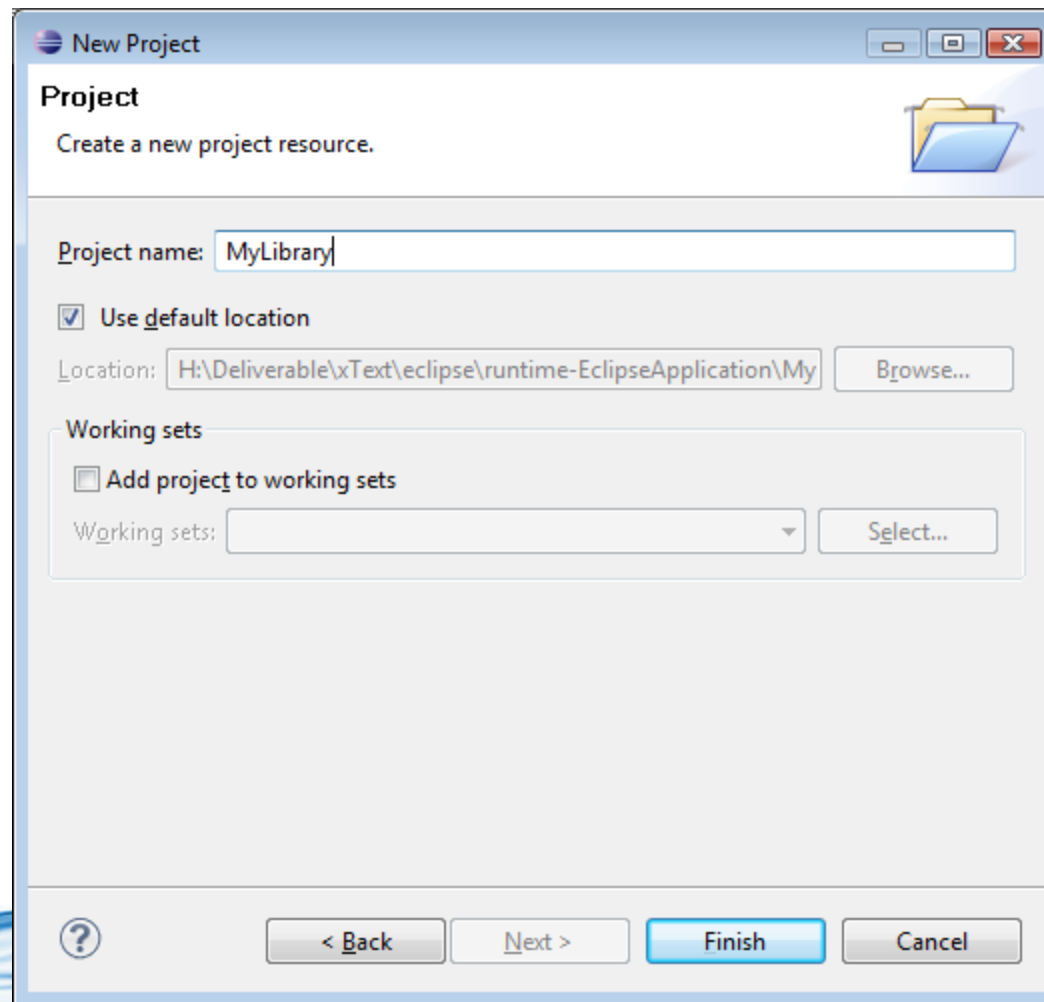 New Project
Project
Create a new project resource.
Project name: MyLibrary
Use default location
Location: H:\Deliverable\xText\eclipse\runtime-EclipseApplication\My Browse...
Working sets
Add project to working sets
Working sets: Select...
? < Back Next > Finish Cancel